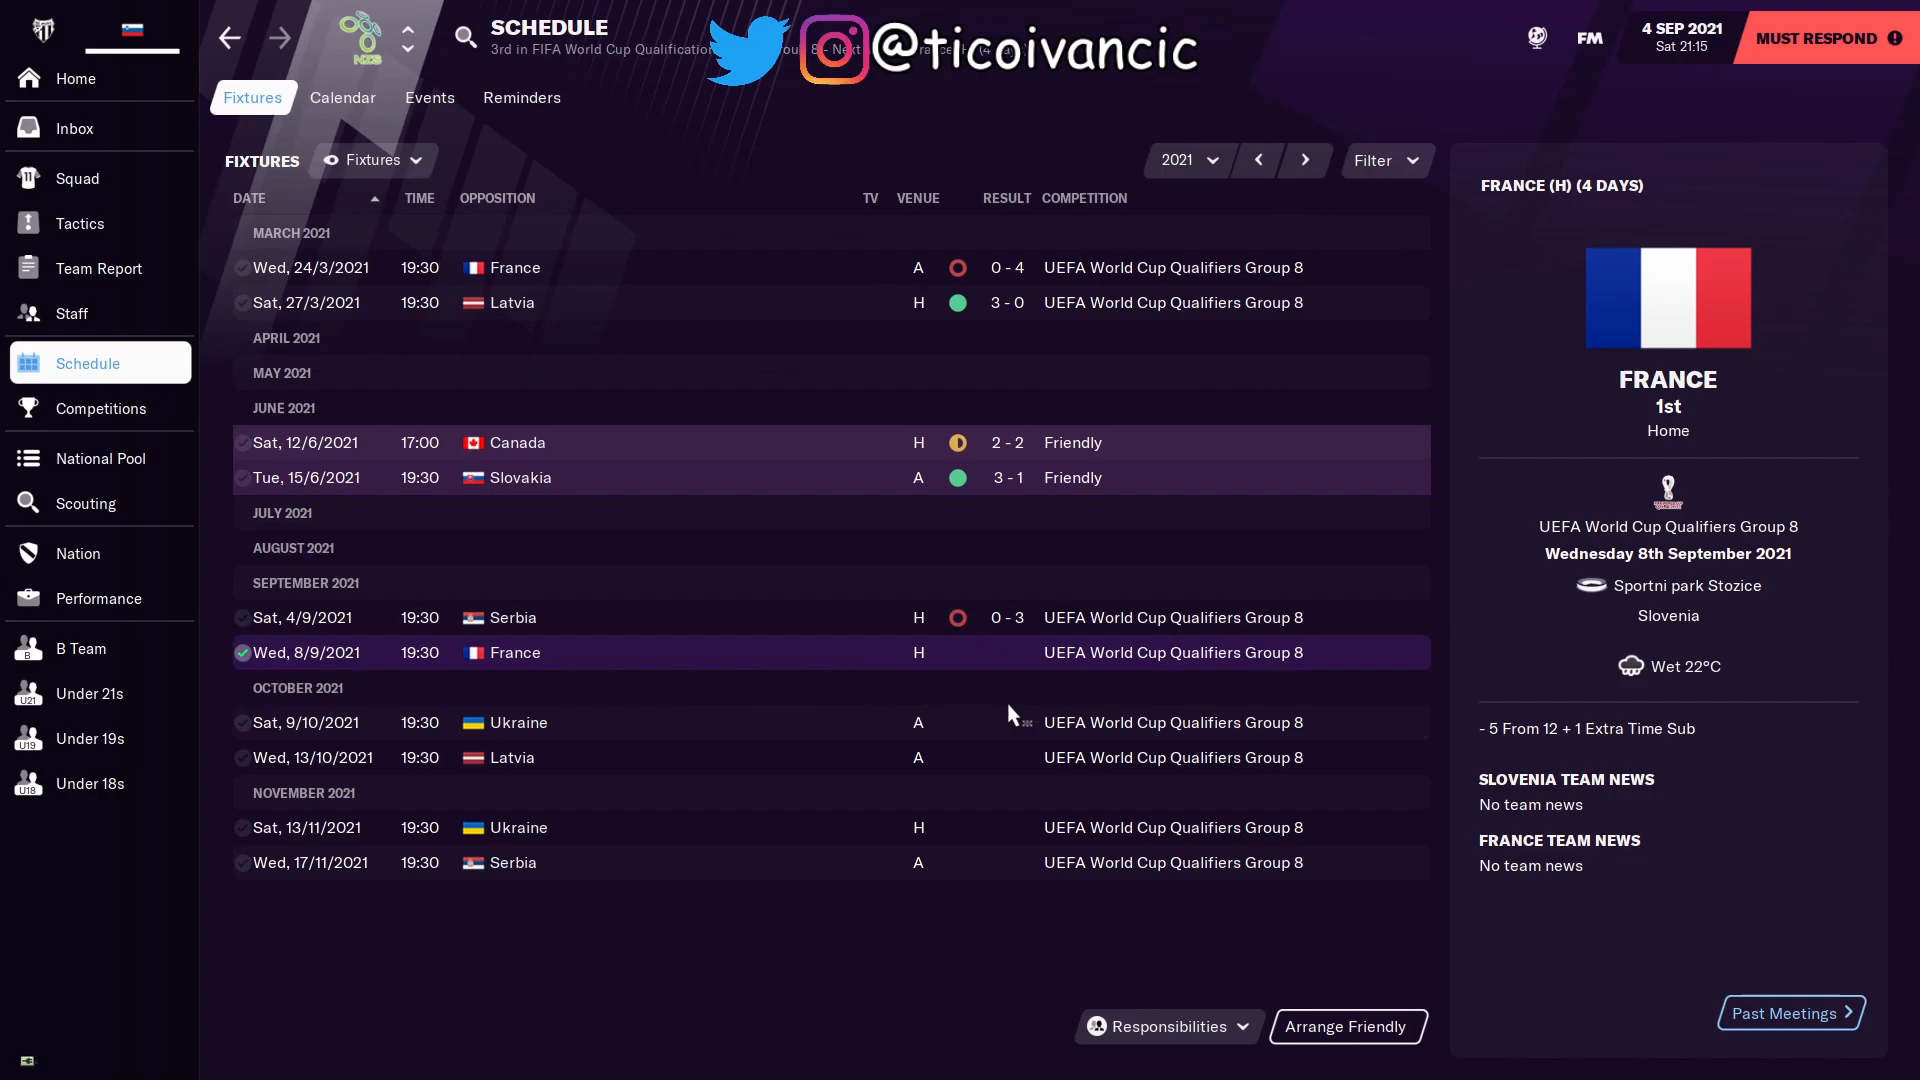 SCHEDULE
3rd in FIFA World Cup Qualification
@ticoivancic
FM
4 SEP 2021
Sat 21:15
MUST RESPOND
Home
Inbox
Squad
Tactics
Team Report
Staff
Schedule
Competitions
National Pool
Scouting
Nation
Performance
B
B Team
U21
Under 21s
U19
Under 19s
U18
Under 18s
NZS
Fixtures Calendar Events Reminders
FIXTURES Fixtures 2021 Filter
DATE TIME OPPOSITION TV VENUE RESULT COMPETITION
MARCH 2021
Wed, 24/3/2021 19:30 France A 0 - 4 UEFA World Cup Qualifiers Group 8
Sat, 27/3/2021 19:30 Latvia H 3 - 0 UEFA World Cup Qualifiers Group 8
APRIL 2021
MAY 2021
JUNE 2021
Sat, 12/6/2021 17:00 Canada H 2 - 2 Friendly
Tue, 15/6/2021 19:30 Slovakia A 3 - 1 Friendly
JULY 2021
AUGUST 2021
SEPTEMBER 2021
Sat, 4/9/2021 19:30 Serbia H 0 - 3 UEFA World Cup Qualifiers Group 8
Wed, 8/9/2021 19:30 France H UEFA World Cup Qualifiers Group 8
OCTOBER 2021
Sat, 9/10/2021 19:30 Ukraine A UEFA World Cup Qualifiers Group 8
Wed, 13/10/2021 19:30 Latvia A UEFA World Cup Qualifiers Group 8
NOVEMBER 2021
Sat, 13/11/2021 19:30 Ukraine H UEFA World Cup Qualifiers Group 8
Wed, 17/11/2021 19:30 Serbia A UEFA World Cup Qualifiers Group 8
Responsibilities Arrange Friendly
FRANCE (H) (4 DAYS)
FRANCE
1st
Home
UEFA World Cup Qualifiers Group 8
Wednesday 8th September 2021
Sportni park Stozice
Slovenia
Wet 22°C
- 5 From 12 + 1 Extra Time Sub
SLOVENIA TEAM NEWS
No team news
FRANCE TEAM NEWS
No team news
Past Meetings